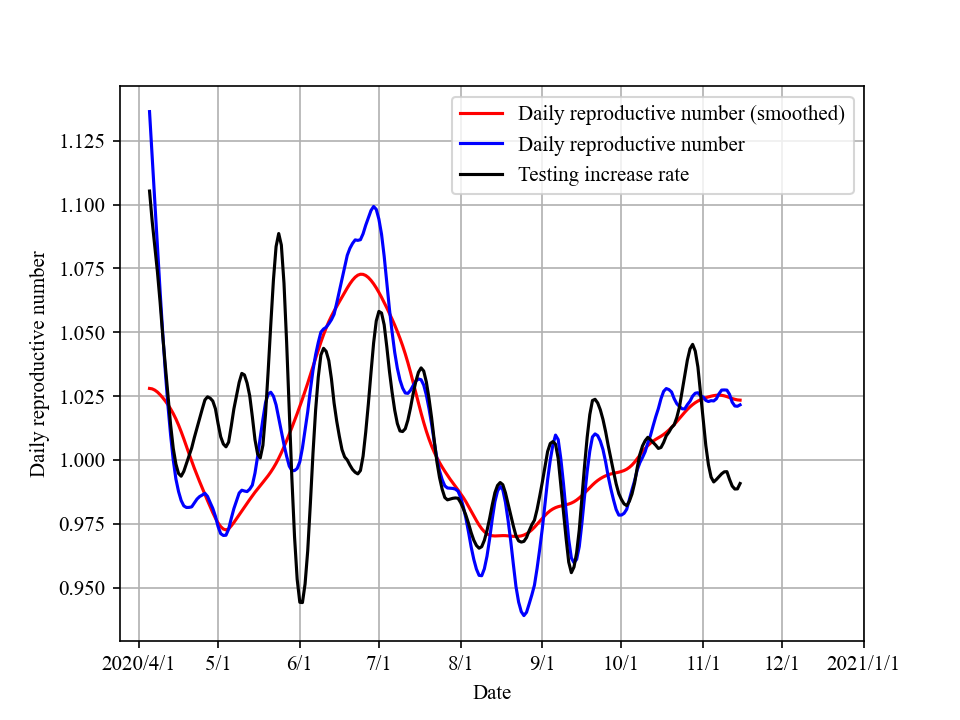 Daily reproductive number (smoothed)
Daily reproductive number
Testing increase rate
1.125
1.100
1.075
1.050
1.025
1.000
0.975
0.950
Daily reproductive number
2020/4/1 5/1 6/1 7/1 8/1 9/1 10/1 11/1 12/1 2021/1/1
Date